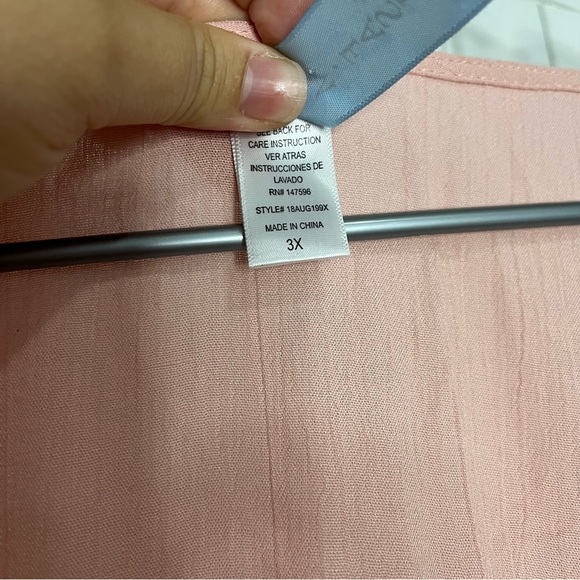 SEE BACK FOR
CARE INSTRUCTION
VER ATRAS
INSTRUCCIONES DE
LAVADO
RN# 147596
STYLE# 18AUG199X
MADE IN CHINA
3X